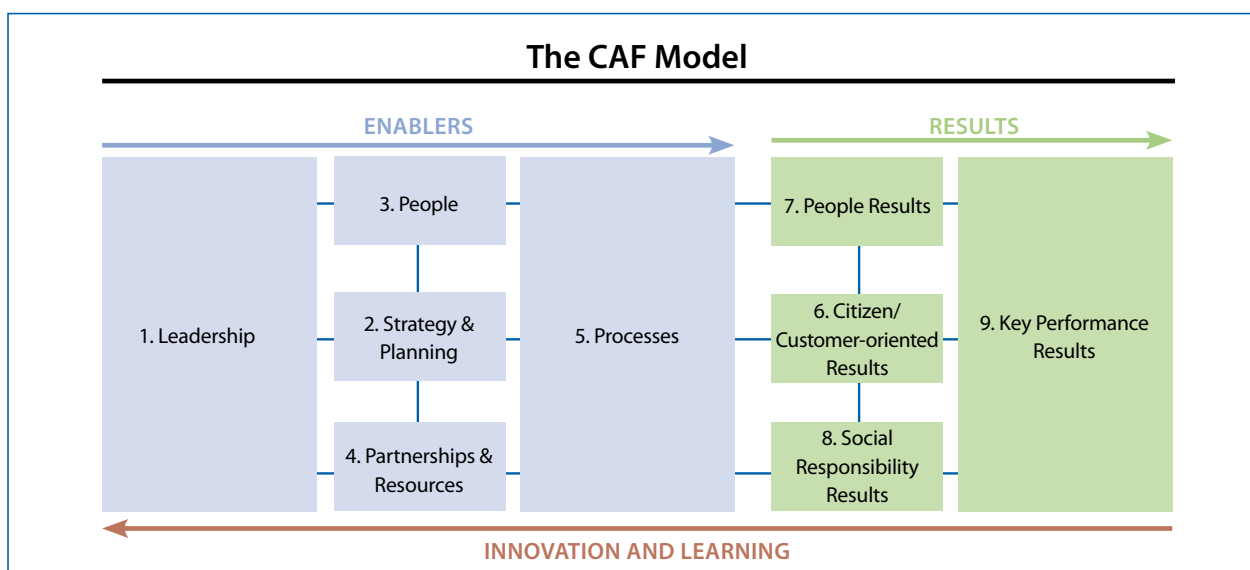 The CAF Model
ENABLERS
RESULTS
1. Leadership
3. People
2. Strategy &
Planning
4. Partnerships &
Resources
5. Processes
7. People Results
6. Citizen/
Customer-oriented
Results
8. Social
Responsibility
Results
9. Key Performance
Results
INNOVATION AND LEARNING